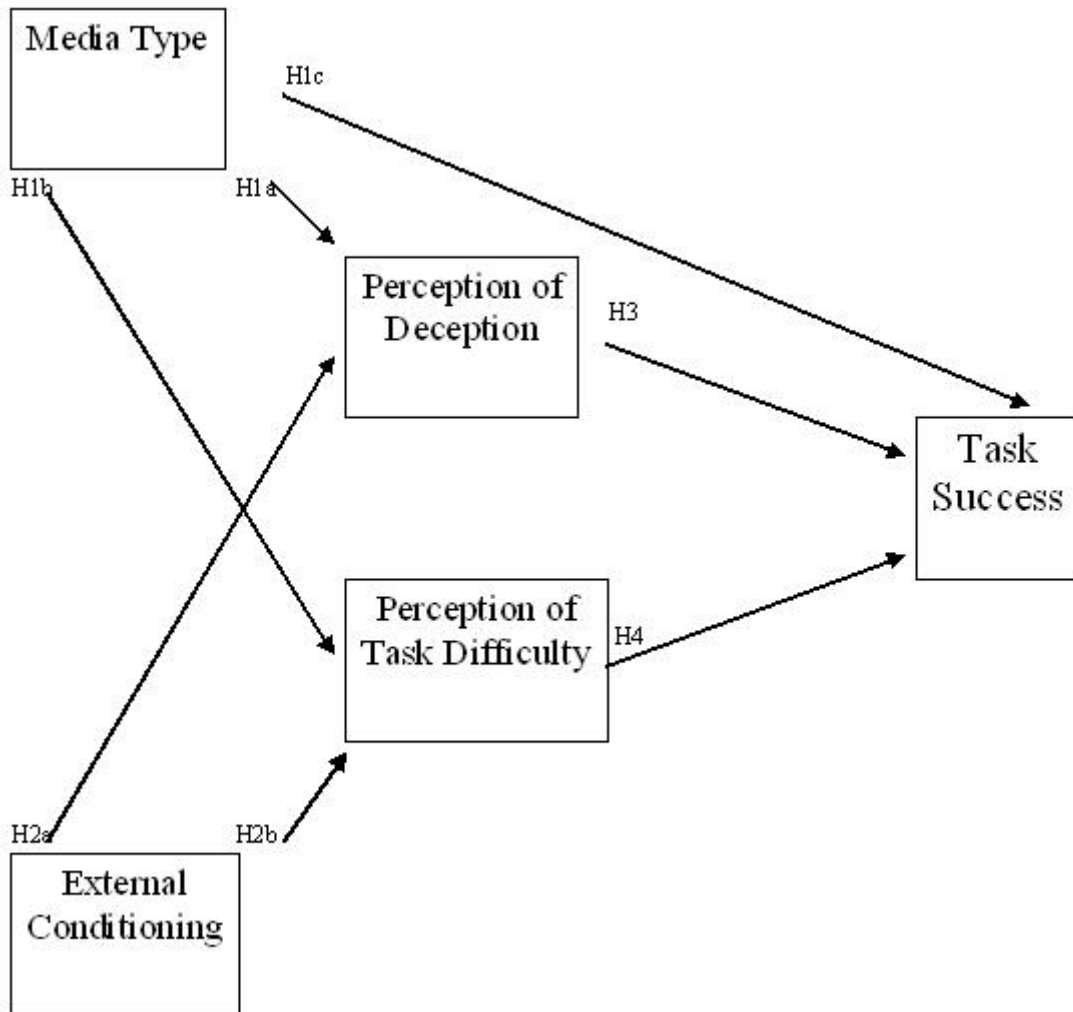 Media Type
H1c
H1b
H1a
Perception of
Deception
H3
Task
Success
Perception of
Task Difficulty
H4
H2a
H2b
External
Conditioning